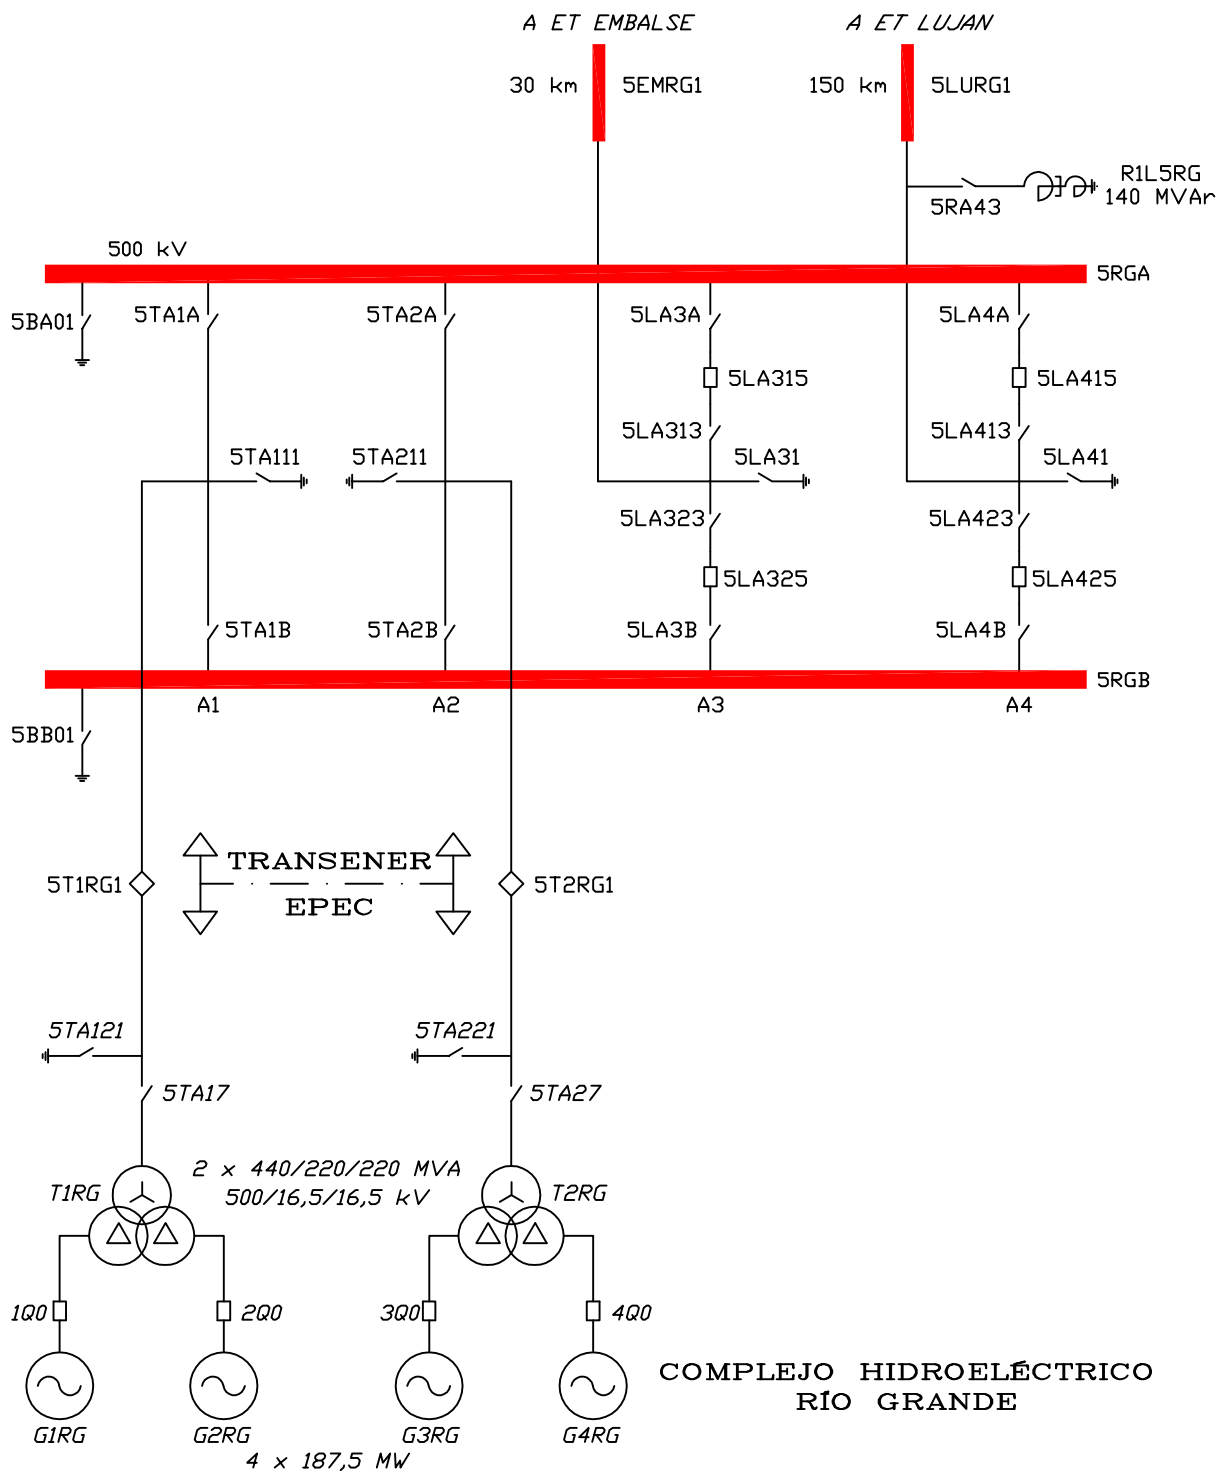 A ET EMBALSE
A ET LUJAN
30 km
5EMRG1
150 km
5LURG1
R1L5RG
140 MVAr
5RA43
500 kV
5RGA
5BA01
5TA1A
5TA2A
5LA3A
5LA4A
5LA315
5LA415
5LA313
5LA413
5TA111
5TA211
5LA31
5LA41
5LA323
5LA423
5LA325
5LA425
5TA1B
5TA2B
5LA3B
5LA4B
5RGB
A1
A2
A3
A4
5BB01
TRANSENER
5T1RG1
5T2RG1
EPEC
5TA121
5TA221
5TA17
5TA27
2 x 440/220/220 MVA
500/16,5/16,5 kV
T1RG
T2RG
1Q0
2Q0
3Q0
4Q0
COMPLEJO HIDROELÉCTRICO
RÍO GRANDE
G1RG
G2RG
G3RG
G4RG
4 x 187,5 MW